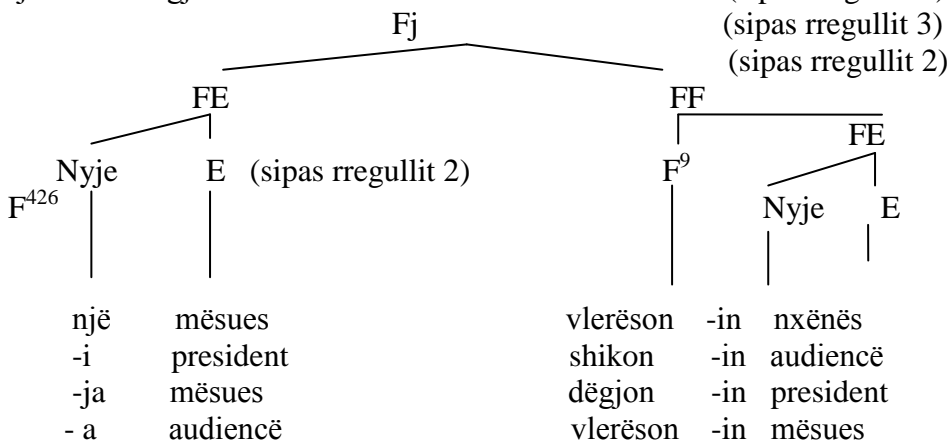 (sipas rregullit 3)
Fj
(sipas rregullit 2)
FE FF
FE
Nyje E (sipas rregullit 2) F9
F426
Nyje E
një mësues vlerëson -in nxënës
-i president shikon -in audiencë
-ja mësues dëgjon -in president
- a audiencë vlerëson -in mësues